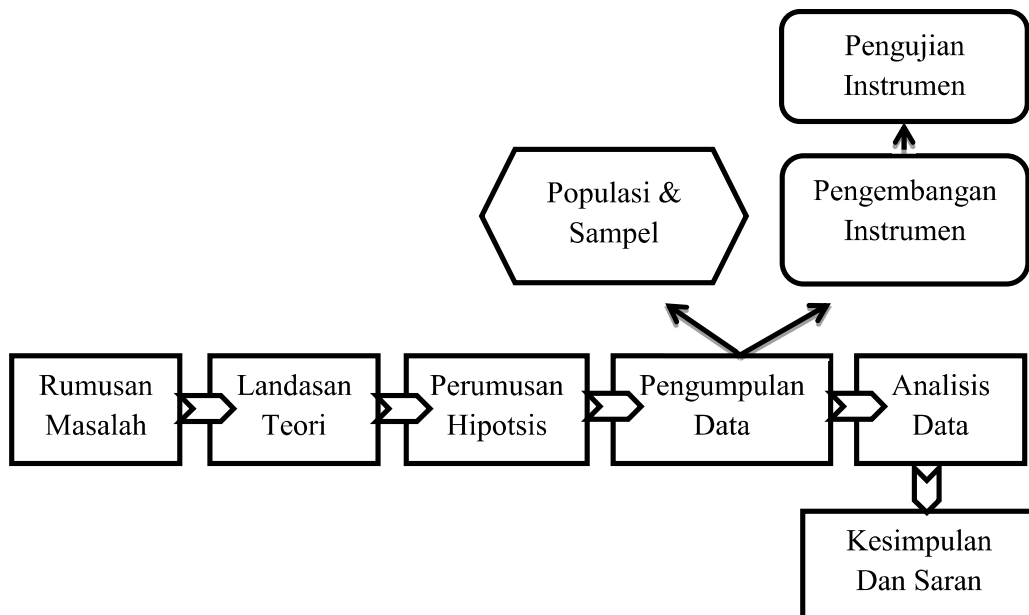 Pengujian
Instrumen
Populasi &
Sampel
Pengembangan
Instrumen
Rumusan
Masalah
Landasan
Teori
Perumusan
Hipotsis
Pengumpulan
Data
Analisis
Data
Kesimpulan
Dan Saran